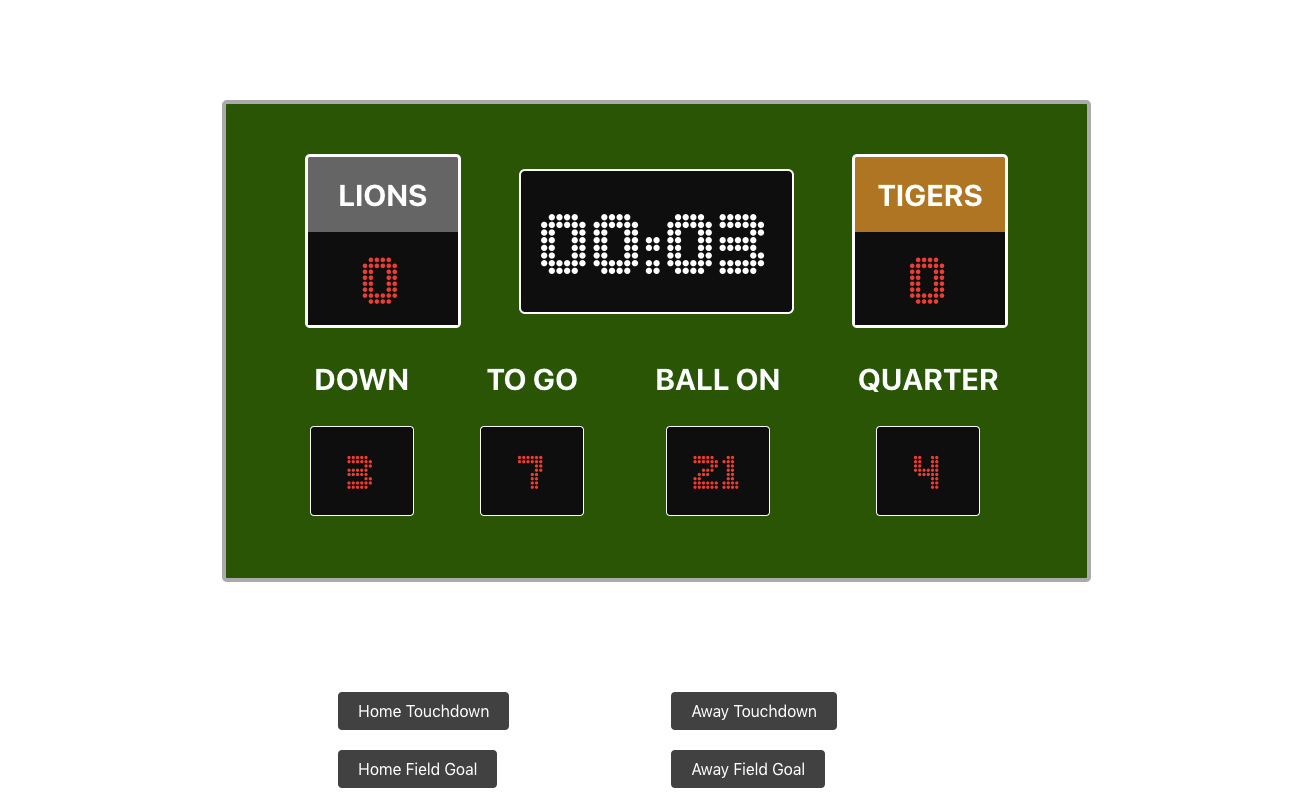 LIONS
00:03
TIGERS
0
0
DOWN
TO GO
BALL ON
QUARTER
3
7
21
4
Home Touchdown
Away Touchdown
Home Field Goal
Away Field Goal